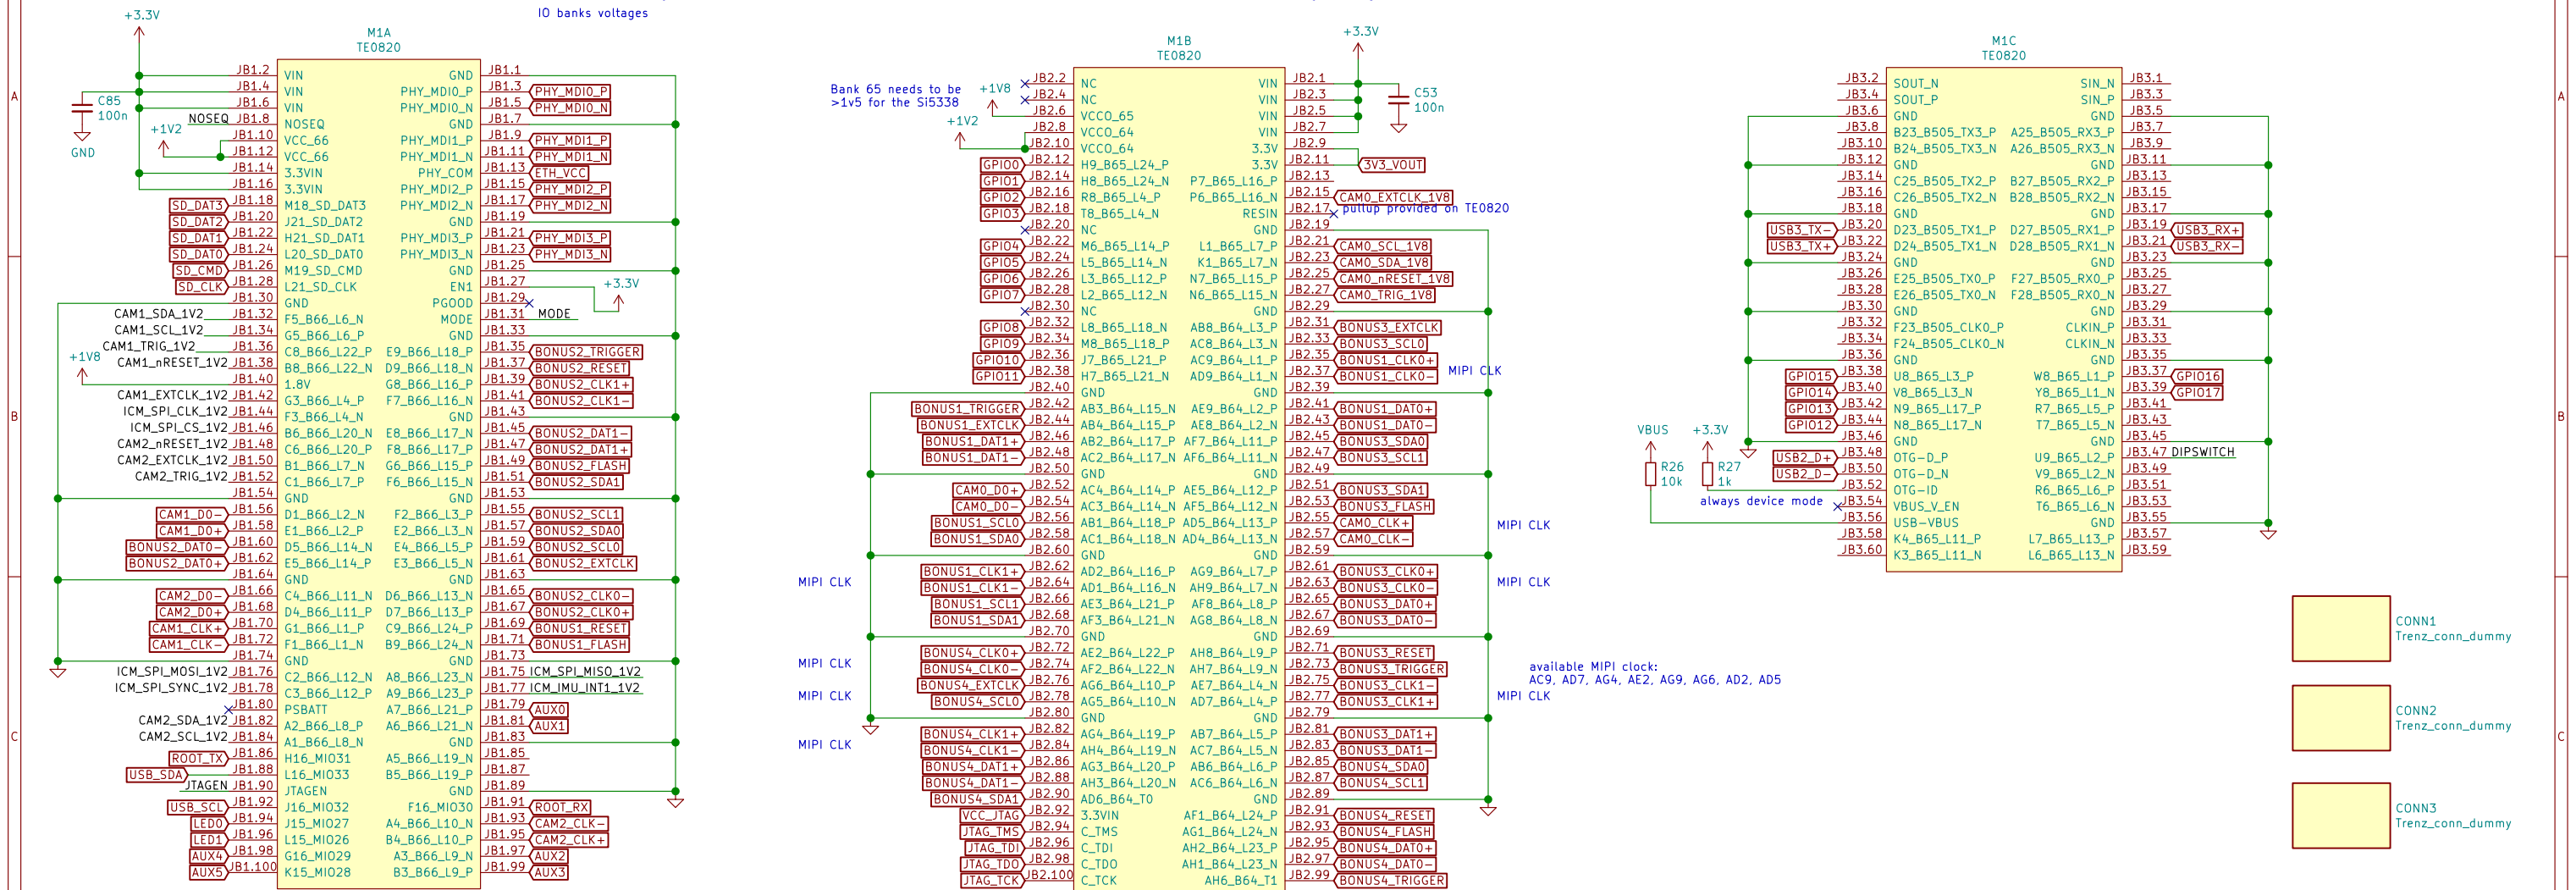 IO banks voltages
+3.3V
M1A
TE0820
C85
100n
GND
+1V2
+1V8
+3.3V
NOSEQ JB1.8 NOSEQ
JB1.2 VIN GND JB1.1
JB1.4 VIN PHY_MDI0_P JB1.3 PHY_MDI0_P
JB1.6 VIN PHY_MDI0_N JB1.5 PHY_MDI0_N
GND JB1.7
JB1.10 VCC_66 PHY_MDI1_P JB1.9 PHY_MDI1_P
JB1.12 VCC_66 PHY_MDI1_N JB1.11 PHY_MDI1_N
JB1.14 3.3VIN PHY_COM JB1.13 ETH_VCC
JB1.16 3.3VIN PHY_MDI2_P JB1.15 PHY_MDI2_P
SD_DAT3 JB1.18 M18_SD_DAT3 PHY_MDI2_N JB1.17 PHY_MDI2_N
SD_DAT2 JB1.20 J21_SD_DAT2 GND JB1.19
SD_DAT1 JB1.22 H21_SD_DAT1 PHY_MDI3_P JB1.21 PHY_MDI3_P
SD_DAT0 JB1.24 L20_SD_DAT0 PHY_MDI3_N JB1.23 PHY_MDI3_N
SD_CMD JB1.26 M19_SD_CMD GND JB1.25
SD_CLK JB1.28 L21_SD_CLK EN1 JB1.27
JB1.30 GND PGOOD JB1.29
CAM1_SDA_1V2 JB1.32 F5_B66_L6_N MODE JB1.31 MODE
CAM1_SCL_1V2 JB1.34 G5_B66_L6_P GND JB1.33
CAM1_TRIG_1V2 JB1.36 C8_B66_L22_P E9_B66_L18_P JB1.35 BONUS2_TRIGGER
CAM1_nRESET_1V2 JB1.38 B8_B66_L22_N D9_B66_L18_N JB1.37 BONUS2_RESET
JB1.40 1.8V G8_B66_L16_P JB1.39 BONUS2_CLK1+
CAM1_EXTCLK_1V2 JB1.42 G3_B66_L4_P F7_B66_L16_N JB1.41 BONUS2_CLK1-
ICM_SPI_CLK_1V2 JB1.44 F3_B66_L4_N GND JB1.43
ICM_SPI_CS_1V2 JB1.46 B6_B66_L20_N E8_B66_L17_N JB1.45 BONUS2_DAT1-
CAM2_nRESET_1V2 JB1.48 C6_B66_L20_P F8_B66_L17_P JB1.47 BONUS2_DAT1+
CAM2_EXTCLK_1V2 JB1.50 B1_B66_L7_N G6_B66_L15_P JB1.49 BONUS2_FLASH
CAM2_TRIG_1V2 JB1.52 C1_B66_L7_P F6_B66_L15_N JB1.51 BONUS2_SDA1
JB1.54 GND GND JB1.53
CAM1_D0- JB1.56 D1_B66_L2_N F2_B66_L3_P JB1.55 BONUS2_SCL1
CAM1_D0+ JB1.58 E1_B66_L2_P E2_B66_L3_N JB1.57 BONUS2_SDA0
BONUS2_DAT0- JB1.60 D5_B66_L14_N E4_B66_L5_P JB1.59 BONUS2_SCL0
BONUS2_DAT0+ JB1.62 E5_B66_L14_P E3_B66_L5_N JB1.61 BONUS2_EXTCLK
JB1.64 GND GND JB1.63
CAM2_D0- JB1.66 C4_B66_L11_N D6_B66_L13_N JB1.65 BONUS2_CLK0-
CAM2_D0+ JB1.68 D4_B66_L11_P D7_B66_L13_P JB1.67 BONUS2_CLK0+
CAM1_CLK+ JB1.70 G1_B66_L1_P C9_B66_L24_P JB1.69 BONUS1_RESET
CAM1_CLK- JB1.72 F1_B66_L1_N B9_B66_L24_N JB1.71 BONUS1_FLASH
JB1.74 GND GND JB1.73
ICM_SPI_MOSI_1V2 JB1.76 C2_B66_L12_N A8_B66_L23_N JB1.75 ICM_SPI_MISO_1V2
ICM_SPI_SYNC_1V2 JB1.78 C3_B66_L12_P A9_B66_L23_P JB1.77 ICM_IMU_INT1_1V2
JB1.80 PSBATT A7_B66_L21_P JB1.79 AUX0
CAM2_SDA_1V2 JB1.82 A2_B66_L8_P A6_B66_L21_N JB1.81 AUX1
CAM2_SCL_1V2 JB1.84 A1_B66_L8_N GND JB1.83
ROOT_TX JB1.86 H16_MIO31 A5_B66_L19_N JB1.85
USB_SDA JB1.88 L16_MIO33 B5_B66_L19_P JB1.87
JTAGEN JB1.90 JTAGEN GND JB1.89
USB_SCL JB1.92 J16_MIO32 F16_MIO30 JB1.91 ROOT_RX
LED0 JB1.94 J15_MIO27 A4_B66_L10_N JB1.93 CAM2_CLK-
LED1 JB1.96 L15_MIO26 B4_B66_L10_P JB1.95 CAM2_CLK+
AUX4 JB1.98 G16_MIO29 A3_B66_L9_N JB1.97 AUX2
AUX5 JB1.100 K15_MIO28 B3_B66_L9_P JB1.99 AUX3
M1B
TE0820
+3.3V
C53
100n
Bank 65 needs to be
>1v5 for the Si5338
+1V8
+1V2
JB2.2 NC VIN JB2.1
JB2.4 NC VIN JB2.3
JB2.6 VCCO_65 VIN JB2.5
JB2.8 VCCO_64 VIN JB2.7
JB2.10 VCCO_64 3.3V JB2.9
GPIO0 JB2.12 H9_B65_L24_P 3.3V JB2.11 3V3_VOUT
GPIO1 JB2.14 H8_B65_L24_N P7_B65_L16_P JB2.13
GPIO2 JB2.16 R8_B65_L4_P P6_B65_L16_N JB2.15 CAM0_EXTCLK_1V8
GPIO3 JB2.18 T8_B65_L4_N RESIN JB2.17 pullup provided on TE0820
JB2.20 NC GND JB2.19
GPIO4 JB2.22 M6_B65_L14_P L1_B65_L7_P JB2.21 CAM0_SCL_1V8
GPIO5 JB2.24 L5_B65_L14_N K1_B65_L7_N JB2.23 CAM0_SDA_1V8
GPIO6 JB2.26 L3_B65_L12_P N7_B65_L15_P JB2.25 CAM0_nRESET_1V8
GPIO7 JB2.28 L2_B65_L12_N N6_B65_L15_N JB2.27 CAM0_TRIG_1V8
JB2.30 NC GND JB2.29
GPIO8 JB2.32 L8_B65_L18_N AB8_B64_L3_P JB2.31 BONUS3_EXTCLK
GPIO9 JB2.34 M8_B65_L18_P AC8_B64_L3_N JB2.33 BONUS3_SCL0
GPIO10 JB2.36 J7_B65_L21_P AC9_B64_L1_P JB2.35 BONUS1_CLK0+
GPIO11 JB2.38 H7_B65_L21_N AD9_B64_L1_N JB2.37 BONUS1_CLK0- MIPI CLK
JB2.40 GND GND JB2.39
BONUS1_TRIGGER JB2.42 AB3_B64_L15_N AE9_B64_L2_P JB2.41 BONUS1_DAT0+
BONUS1_EXTCLK JB2.44 AB4_B64_L15_P AE8_B64_L2_N JB2.43 BONUS1_DAT0-
BONUS1_DAT1+ JB2.46 AB2_B64_L17_P AF7_B64_L11_P JB2.45 BONUS3_SDA0
BONUS1_DAT1- JB2.48 AC2_B64_L17_N AF6_B64_L11_N JB2.47 BONUS3_SCL1
JB2.50 GND GND JB2.49
CAM0_D0+ JB2.52 AC4_B64_L14_P AE5_B64_L12_P JB2.51 BONUS3_SDA1
CAM0_D0- JB2.54 AC3_B64_L14_N AF5_B64_L12_N JB2.53 BONUS3_FLASH
BONUS1_SCL0 JB2.56 AB1_B64_L18_P AD5_B64_L13_P JB2.55 CAM0_CLK+ MIPI CLK
BONUS1_SDA0 JB2.58 AC1_B64_L18_N AD4_B64_L13_N JB2.57 CAM0_CLK-
JB2.60 GND GND JB2.59
MIPI CLK BONUS1_CLK1+ JB2.62 AD2_B64_L16_P AG9_B64_L7_P JB2.61 BONUS3_CLK0+ MIPI CLK
BONUS1_CLK1- JB2.64 AD1_B64_L16_N AH9_B64_L7_N JB2.63 BONUS3_CLK0-
BONUS1_SCL1 JB2.66 AE3_B64_L21_P AF8_B64_L8_P JB2.65 BONUS3_DAT0+
BONUS1_SDA1 JB2.68 AF3_B64_L21_N AG8_B64_L8_N JB2.67 BONUS3_DAT0-
JB2.70 GND GND JB2.69
MIPI CLK BONUS4_CLK0+ JB2.72 AE2_B64_L22_P AH8_B64_L9_P JB2.71 BONUS3_RESET
BONUS4_CLK0- JB2.74 AF2_B64_L22_N AH7_B64_L9_N JB2.73 BONUS3_TRIGGER
MIPI CLK BONUS4_EXTCLK JB2.76 AG6_B64_L10_P AE7_B64_L4_N JB2.75 BONUS3_CLK1- MIPI CLK
BONUS4_SCL0 JB2.78 AG5_B64_L10_N AD7_B64_L4_P JB2.77 BONUS3_CLK1+
JB2.80 GND GND JB2.79
MIPI CLK BONUS4_CLK1+ JB2.82 AG4_B64_L19_P AB7_B64_L5_P JB2.81 BONUS3_DAT1+
BONUS4_CLK1- JB2.84 AH4_B64_L19_N AC7_B64_L5_N JB2.83 BONUS3_DAT1-
BONUS4_DAT1+ JB2.86 AG3_B64_L20_P AB6_B64_L6_P JB2.85 BONUS4_SDA0
BONUS4_DAT1- JB2.88 AH3_B64_L20_N AC6_B64_L6_N JB2.87 BONUS4_SCL1
BONUS4_SDA1 JB2.90 AD6_B64_T0 GND JB2.89
VCC_JTAG JB2.92 3.3VIN AF1_B64_L24_P JB2.91 BONUS4_RESET
JTAG_TMS JB2.94 C_TMS AG1_B64_L24_N JB2.93 BONUS4_FLASH
JTAG_TDI JB2.96 C_TDI AH2_B64_L23_P JB2.95 BONUS4_DAT0+
JTAG_TDO JB2.98 C_TDO AH1_B64_L23_N JB2.97 BONUS4_DAT0-
JTAG_TCK JB2.100 C_TCK AH6_B64_T1 JB2.99 BONUS4_TRIGGER
available MIPI clock:
AC9, AD7, AG4, AE2, AG9, AG6, AD2, AD5
M1C
TE0820
JB3.2 SOUT_N SIN_N JB3.1
JB3.4 SOUT_P SIN_P JB3.3
JB3.6 GND GND JB3.5
JB3.8 B23_B505_TX3_P A25_B505_RX3_P JB3.7
JB3.10 B24_B505_TX3_N A26_B505_RX3_N JB3.9
JB3.12 GND GND JB3.11
JB3.14 C25_B505_TX2_P B27_B505_RX2_P JB3.13
JB3.16 C26_B505_TX2_N B28_B505_RX2_N JB3.15
JB3.18 GND GND JB3.17
USB3_TX- JB3.20 D23_B505_TX1_P D27_B505_RX1_P JB3.19 USB3_RX+
USB3_TX+ JB3.22 D24_B505_TX1_N D28_B505_RX1_N JB3.21 USB3_RX-
JB3.24 GND GND JB3.23
JB3.26 E25_B505_TX0_P F27_B505_RX0_P JB3.25
JB3.28 E26_B505_TX0_N F28_B505_RX0_N JB3.27
JB3.30 GND GND JB3.29
JB3.32 F23_B505_CLK0_P CLKIN_P JB3.31
JB3.34 F24_B505_CLK0_N CLKIN_N JB3.33
JB3.36 GND GND JB3.35
GPIO15 JB3.38 U8_B65_L3_P W8_B65_L1_P JB3.37 GPIO16
GPIO14 JB3.40 V8_B65_L3_N Y8_B65_L1_N JB3.39 GPIO17
GPIO13 JB3.42 N9_B65_L17_P R7_B65_L5_P JB3.41
GPIO12 JB3.44 N8_B65_L17_N T7_B65_L5_N JB3.43
JB3.46 GND GND JB3.45
USB2_D+ JB3.48 OTG-D_P U9_B65_L2_P JB3.47 DIPSWITCH
USB2_D- JB3.50 OTG-D_N V9_B65_L2_N JB3.49
JB3.52 OTG-ID R6_B65_L6_P JB3.51
always device mode JB3.54 VBUS_V_EN T6_B65_L6_N JB3.53
JB3.56 USB-VBUS GND JB3.55
JB3.58 K4_B65_L11_P L7_B65_L13_P JB3.57
JB3.60 K3_B65_L11_N L6_B65_L13_N JB3.59
VBUS
R26
10k
+3.3V
R27
1k
CONN1
Trenz_conn_dummy
CONN2
Trenz_conn_dummy
CONN3
Trenz_conn_dummy
A
B
C
A
B
C